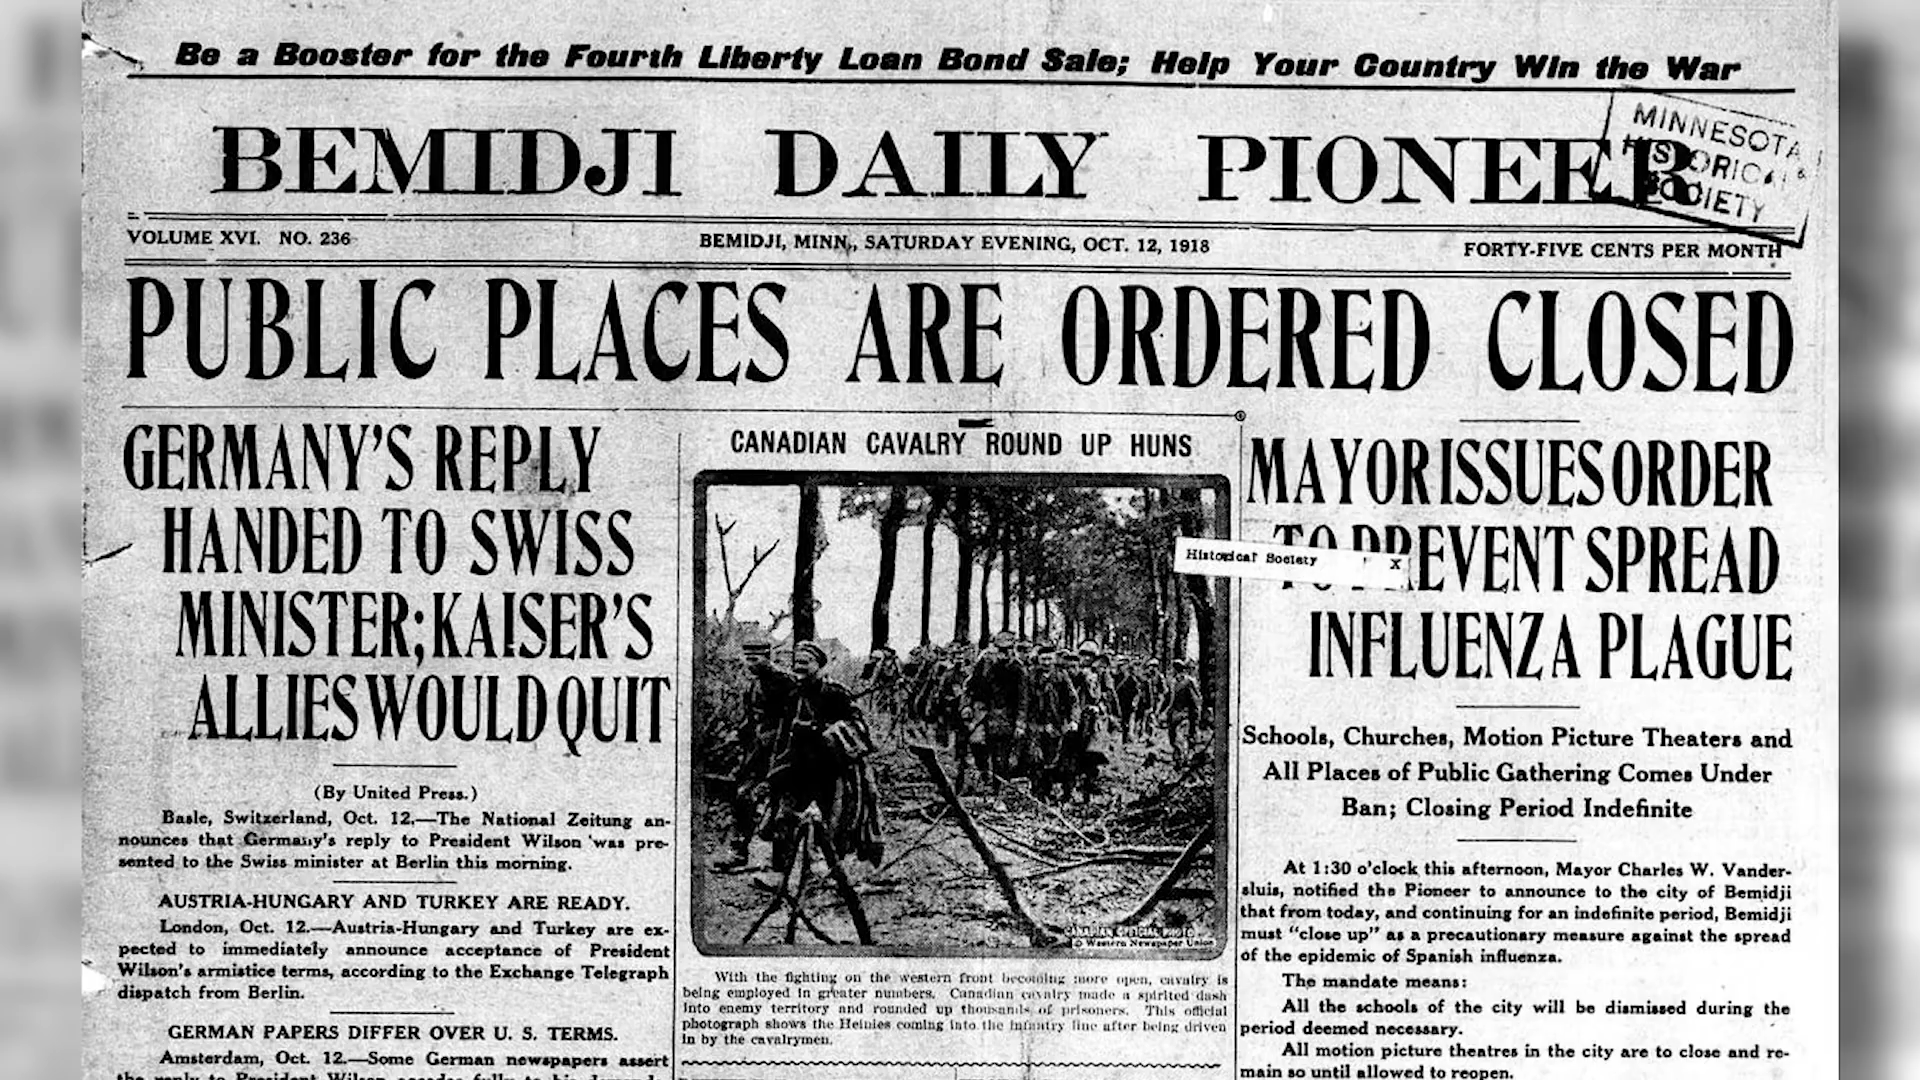 Be a Booster for the Fourth Liberty Loan Bond Sale; Help Your Country Win the War
BEMIDJI DAILY PIONEER
MINNESOTA
HISTORICAL
SOCIETY
VOLUME XVI. NO. 236
BEMIDJI, MINN., SATURDAY EVENING, OCT. 12, 1918
FORTY-FIVE CENTS PER MONTH
PUBLIC PLACES ARE ORDERED CLOSED
GERMANY'S REPLY
HANDED TO SWISS
MINISTER; KAISER'S
ALLIES WOULD QUIT
(By United Press.)
Basle, Switzerland, Oct. 12.—The National Zeitung an-
nounces that Germany's reply to President Wilson was pre-
sented to the Swiss minister at Berlin this morning.
AUSTRIA-HUNGARY AND TURKEY ARE READY.
London, Oct. 12.—Austria-Hungary and Turkey are ex-
pected to immediately announce acceptance of President
Wilson's armistice terms, according to the Exchange Telegraph
dispatch from Berlin.
GERMAN PAPERS DIFFER OVER U. S. TERMS.
Amsterdam, Oct. 12.—Some German newspapers assert
the reply to President Wilson
CANADIAN CAVALRY ROUND UP HUNS
CANADIAN OFFICIAL PHOTO
© Western Newspaper Union
With the fighting on the western front becoming more open, cavalry is
being employed in greater numbers. Canadian cavalry made a spirited dash
into enemy territory and rounded up thousands of prisoners. This official
photograph shows the Heinies coming into the infantry line after being driven
in by the cavalrymen.
MAYOR ISSUES ORDER
TO PREVENT SPREAD
Historical Society X
INFLUENZA PLAGUE
Schools, Churches, Motion Picture Theaters and
All Places of Public Gathering Comes Under
Ban; Closing Period Indefinite
At 1:30 o'clock this afternoon, Mayor Charles W. Vander-
sluis, notified the Pioneer to announce to the city of Bemidji
that from today, and continuing for an indefinite period, Bemidji
must "close up" as a precautionary measure against the spread
of the epidemic of Spanish influenza.
The mandate means:
All the schools of the city will be dismissed during the
period deemed necessary.
All motion picture theatres in the city are to close and re-
main so until allowed to reopen.